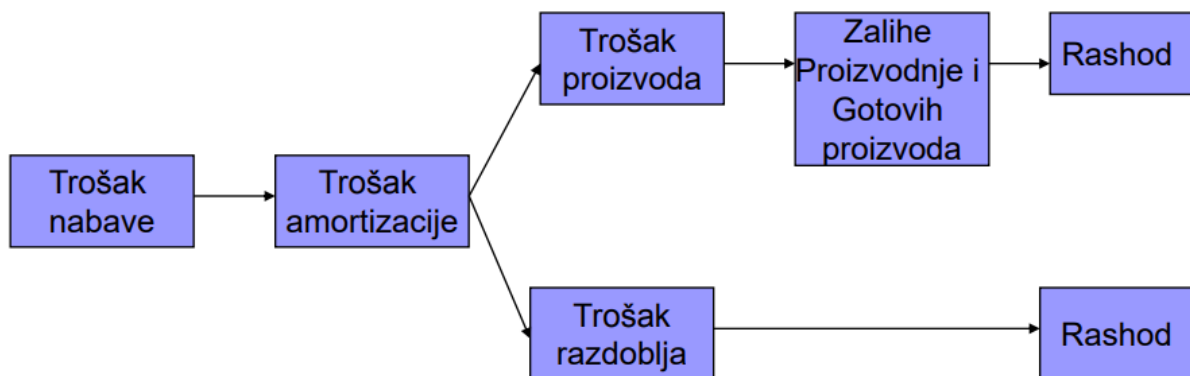 Trošak
proizvoda
Zalihe
Proizvodnje i
Gotovih
proizvoda
Rashod
Trošak
nabave
Trošak
amortizacije
Trošak
razdoblja
Rashod